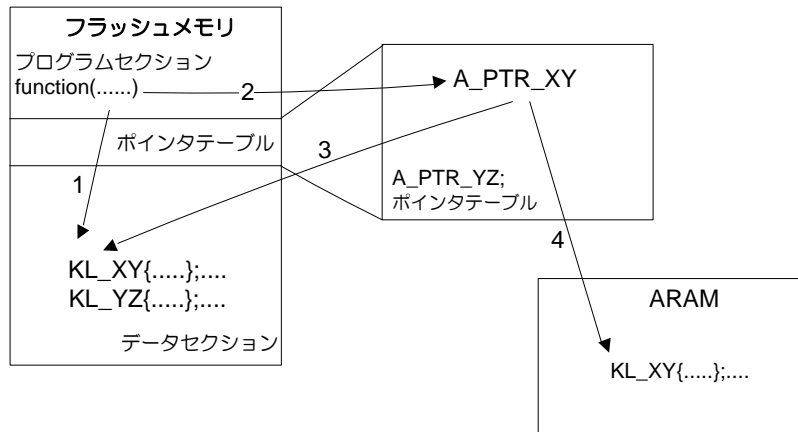 フラッシュメモリ
プログラムセクション
function(......)
2
A_PTR_XY
ポインタテーブル
3
1
A_PTR_YZ;
ポインタテーブル
4
KL_XY{.....};....
KL_YZ{.....};....
データセクション
ARAM
KL_XY{.....};....